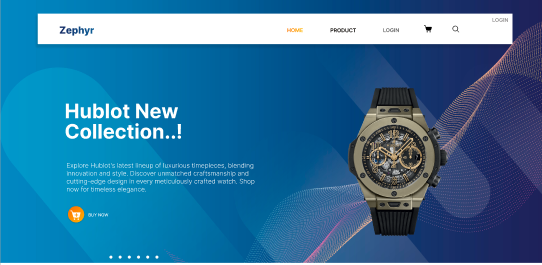 LOGIN
Zephyr
HOME
PRODUCT
LOGIN
Hublot New
Collection..!
Explore Hublot's latest lineup of luxurious timepieces, blending
innovation and style. Discover unmatched craftsmanship and
cutting-edge design in every meticulously crafted watch. Shop
now for timeless elegance.
BUY NOW